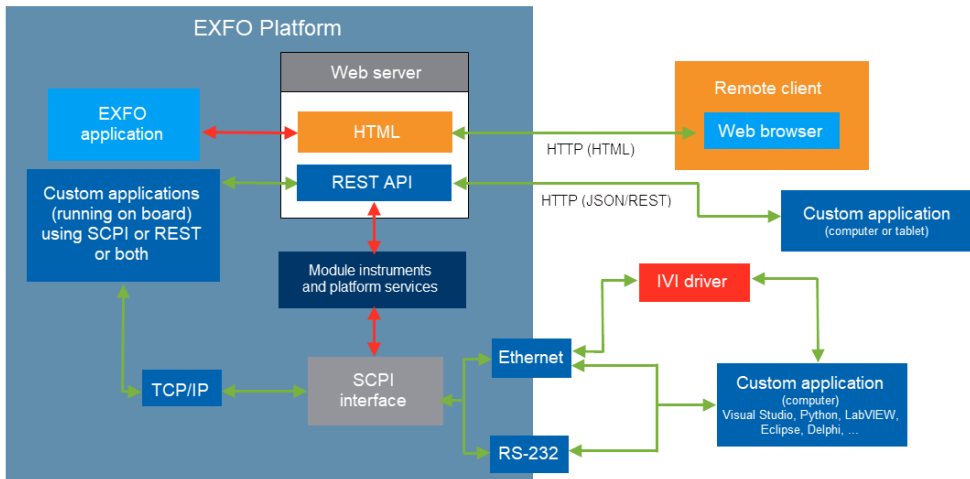 EXFO Platform
Web server
EXFO
application
HTML
REST API
HTTP (HTML)
Remote client
Web browser
Custom applications
(running on board)
using SCPI or REST
or both
HTTP (JSON/REST)
Custom application
(computer or tablet)
Module instruments
and platform services
IVI driver
Ethernet
TCP/IP
SCPI
interface
RS-232
Custom application
(computer)
Visual Studio, Python, LabVIEW,
Eclipse, Delphi, ...